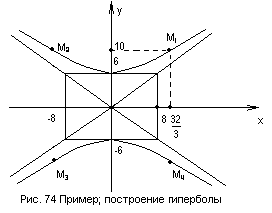 y
M₂
10
M₁
6
-8
8
32
3
x
-6
M₃
M₄
Рис. 74 Пример; построение гиперболы